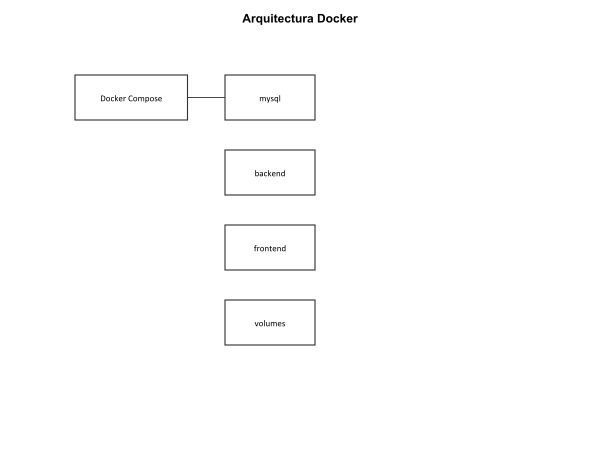 Arquitectura Docker
Docker Compose
mysql
backend
frontend
volumes